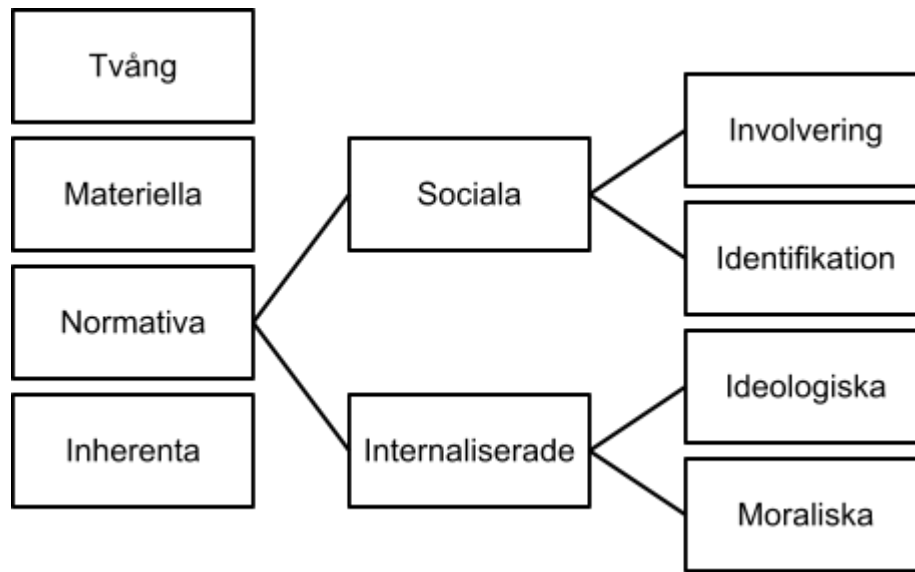 Tvång
Materiella
Normativa
Inherenta
Sociala
Internaliserade
Involvering
Identifikation
Ideologiska
Moraliska